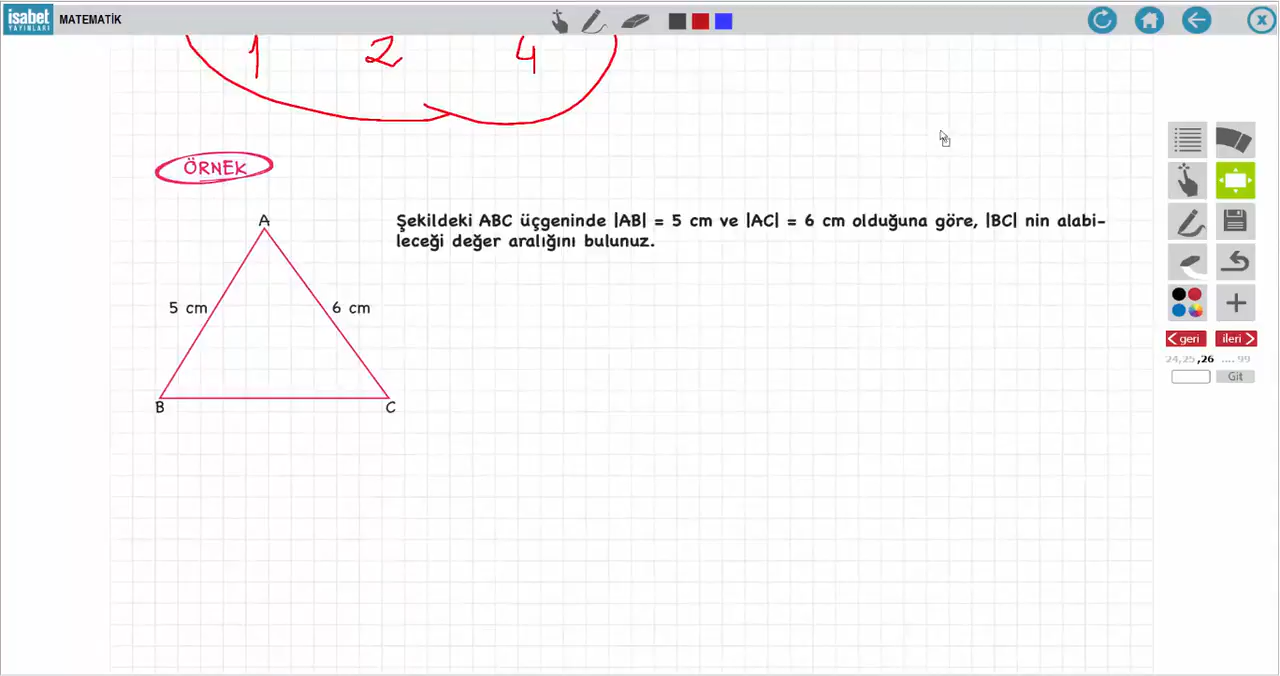 isabet
YAYINLARI
MATEMATİK
1 2 4
ÖRNEK
A
Şekildeki ABC üçgeninde |AB| = 5 cm ve |AC| = 6 cm olduğuna göre, |BC| nin alabi-
leceği değer aralığını bulunuz.
5 cm
6 cm
B
C
geri
ileri
24,25,26 .... 99
Git